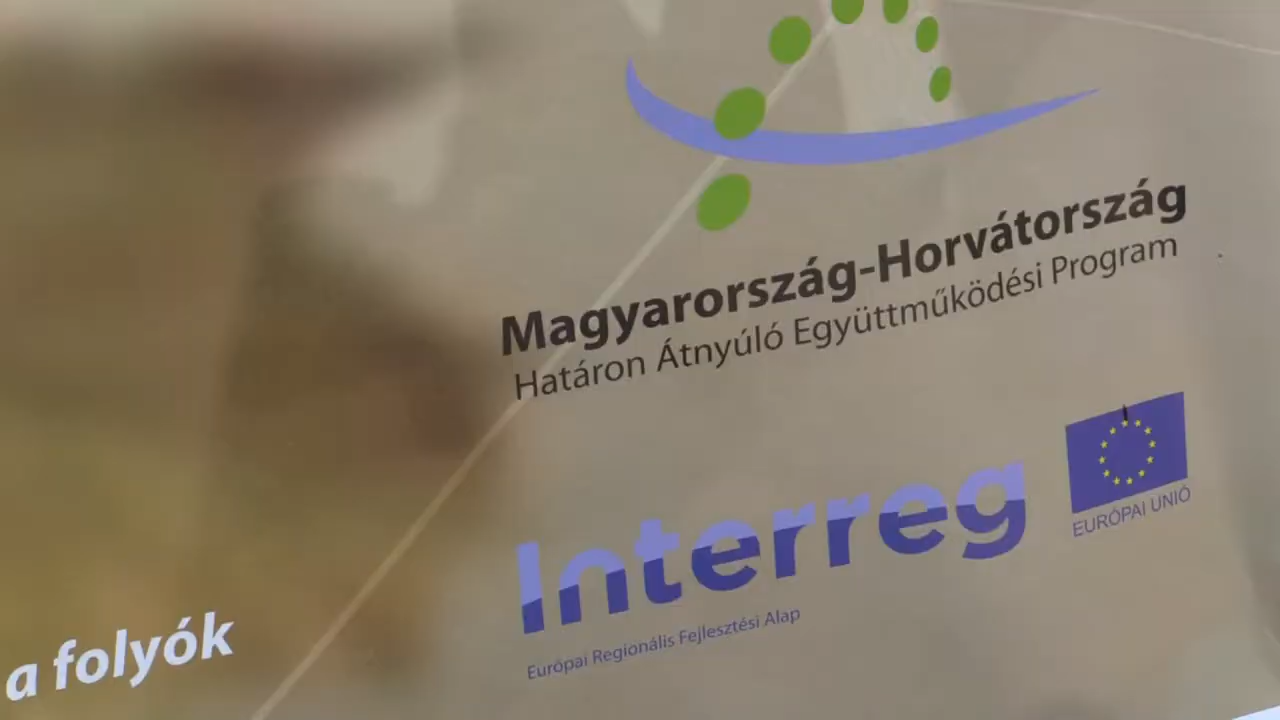 Magyarország-Horvátország
Határon Átnyúló Együttműködési Program
Interreg
EURÓPAI UNIÓ
Európai Regionális Fejlesztési Alap
a folyók